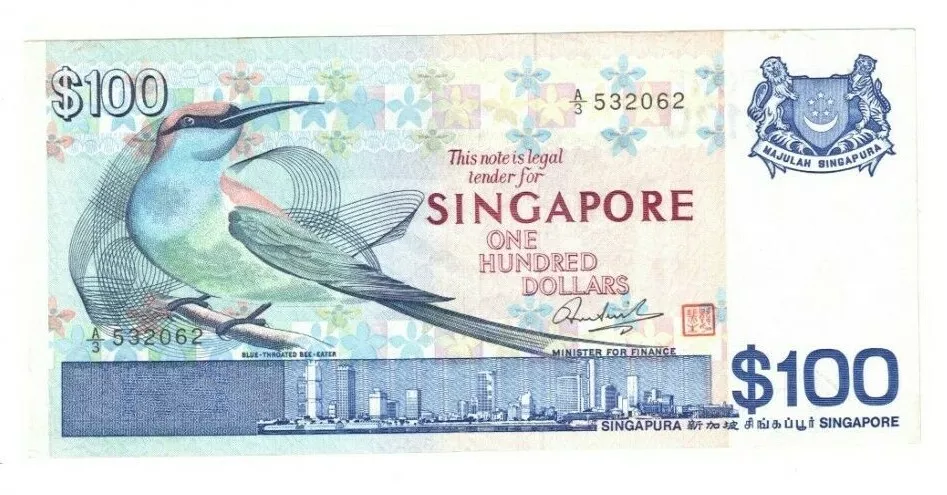 $100
A/3 532062
MAJULAH SINGAPURA
This note is legal
tender for
SINGAPORE
ONE
HUNDRED
DOLLARS
A/3 532062
BLUE-THROATED BEE-EATER
MINISTER FOR FINANCE
$100
SINGAPURA 新加坡 சிங்கப்பூர் SINGAPORE